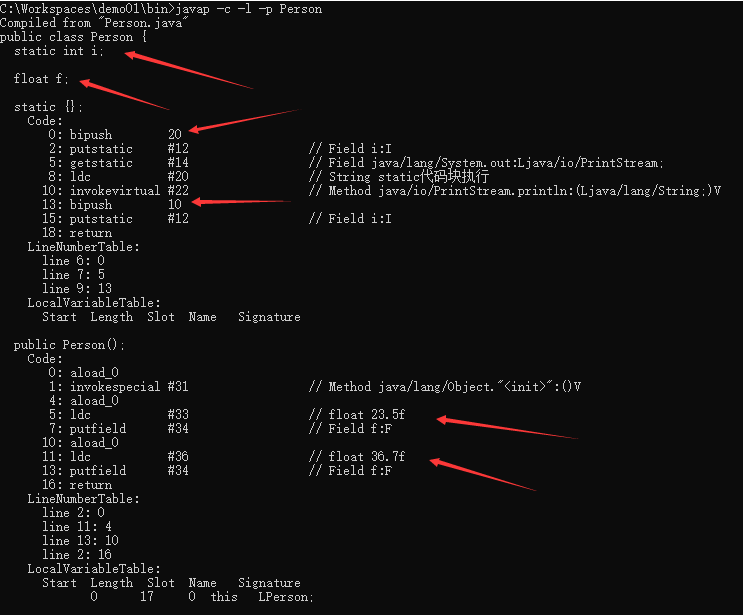 C:\Workspaces\demo01\bin>javap -c -l -p Person
Compiled from "Person.java"
public class Person {
  static int i;
  float f;
  static {};
    Code:
       0: bipush        20
       2: putstatic     #12                 // Field i:I
       5: getstatic     #14                 // Field java/lang/System.out:Ljava/io/PrintStream;
       8: ldc           #20                 // String static代码块执行
      10: invokevirtual #22                 // Method java/io/PrintStream.println:(Ljava/lang/String;)V
      13: bipush        10
      15: putstatic     #12                 // Field i:I
      18: return
    LineNumberTable:
      line 6: 0
      line 7: 5
      line 9: 13
    LocalVariableTable:
      Start  Length  Slot  Name   Signature
  public Person();
    Code:
       0: aload_0
       1: invokespecial #31                 // Method java/lang/Object."<init>":()V
       4: aload_0
       5: ldc           #33                 // float 23.5f
       7: putfield      #34                 // Field f:F
      10: aload_0
      11: ldc           #36                 // float 36.7f
      13: putfield      #34                 // Field f:F
      16: return
    LineNumberTable:
      line 2: 0
      line 11: 4
      line 13: 10
      line 2: 16
    LocalVariableTable:
      Start  Length  Slot  Name   Signature
          0      17     0  this   LPerson;